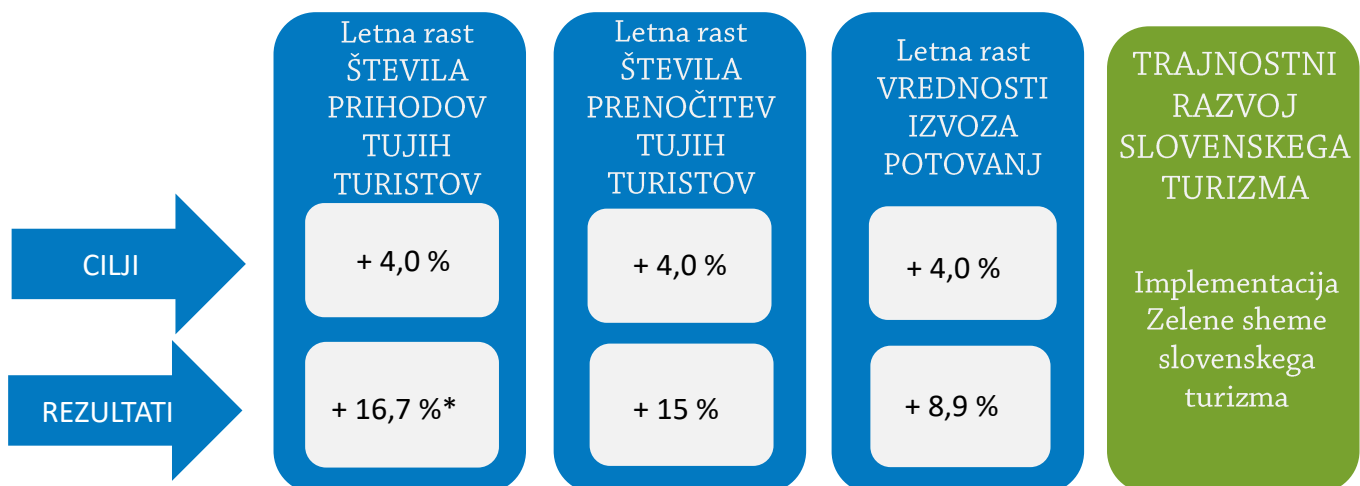 Letna rast
ŠTEVILA
PRIHODOV
TUJIH
TURISTOV
Letna rast
ŠTEVILA
PRENOČITEV
TUJIH
TURISTOV
Letna rast
VREDNOSTI
IZVOZA
POTOVANJ
TRAJNOSTNI
RAZVOJ
SLOVENSKEGA
TURIZMA
CILJI
+ 4,0 %
+ 4,0 %
+ 4,0 %
Implementacija
Zelene sheme
slovenskega
turizma
REZULTATI
+ 16,7 %*
+ 15 %
+ 8,9 %